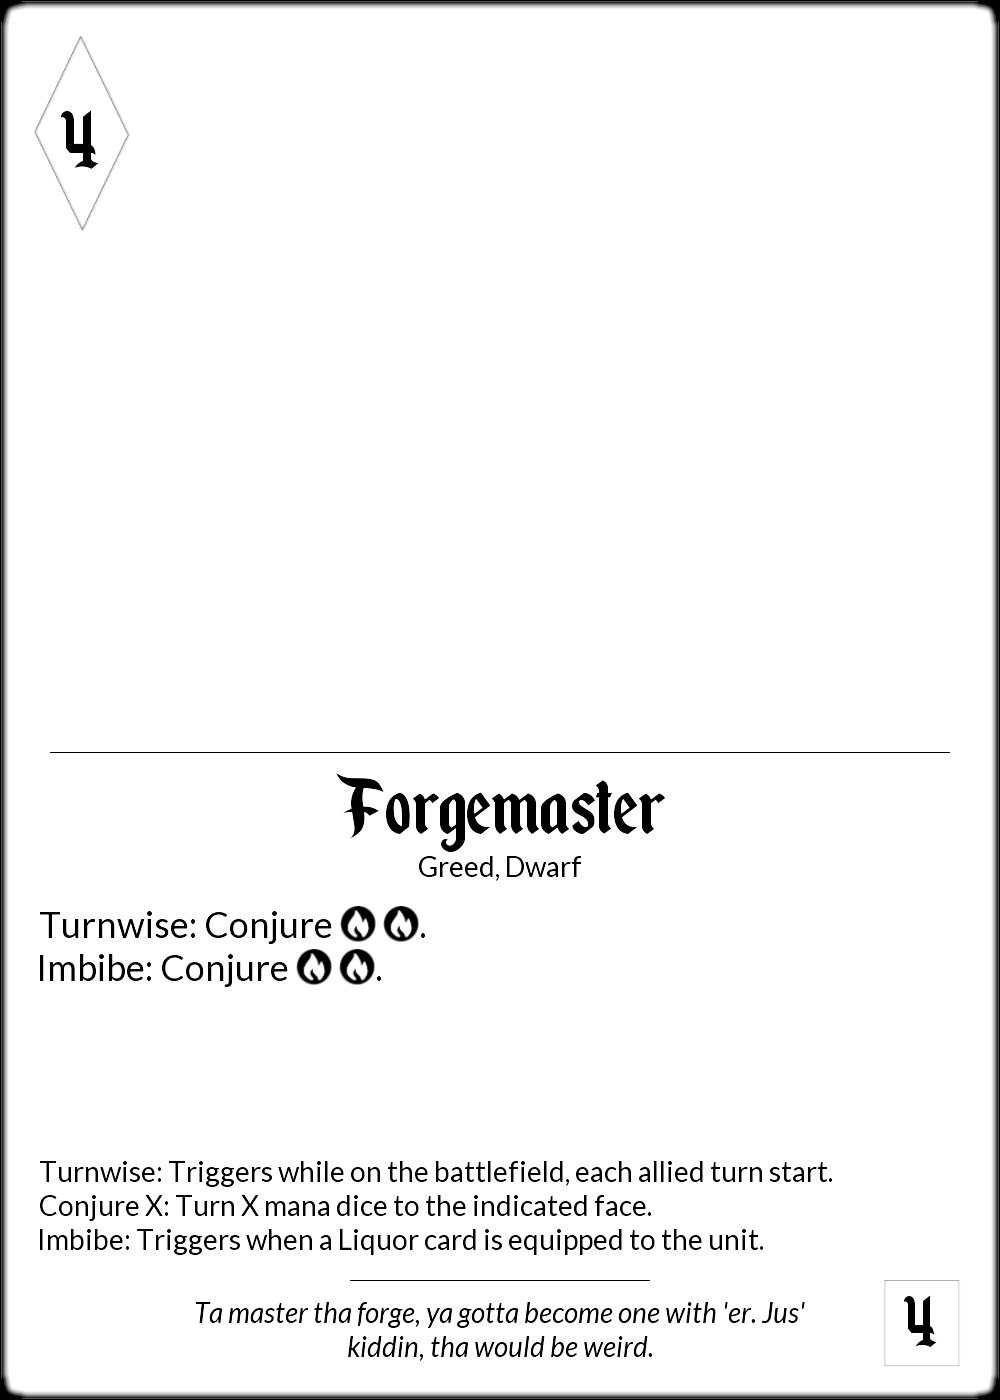 4
Forgemaster
Greed, Dwarf
Turnwise: Conjure .
Imbibe: Conjure .
Turnwise: Triggers while on the battlefield, each allied turn start.
Conjure X: Turn X mana dice to the indicated face.
Imbibe: Triggers when a Liquor card is equipped to the unit.
Ta master tha forge, ya gotta become one with 'er. Jus'
kiddin, tha would be weird.
4